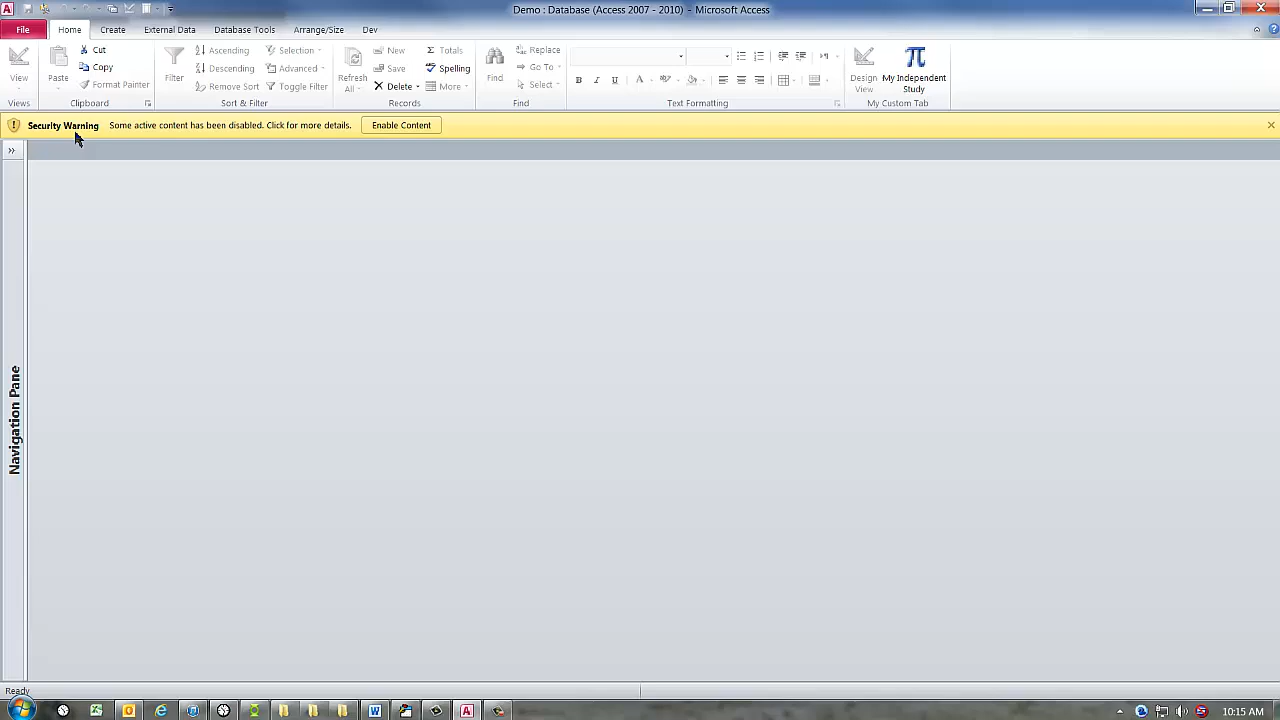 Demo : Database (Access 2007 - 2010) - Microsoft Access
File Home Create External Data Database Tools Arrange/Size Dev
View
Views
Paste
Cut
Copy
Format Painter
Clipboard
Filter
Ascending
Descending
Remove Sort
Selection
Advanced
Toggle Filter
Sort & Filter
Refresh
All
New
Save
Delete
Totals
Spelling
More
Records
Find
Replace
Go To
Select
Find
B I U A
Text Formatting
Design
View
π
My Independent
Study
My Custom Tab
Security Warning Some active content has been disabled. Click for more details. Enable Content
Navigation Pane
Ready
10:15 AM